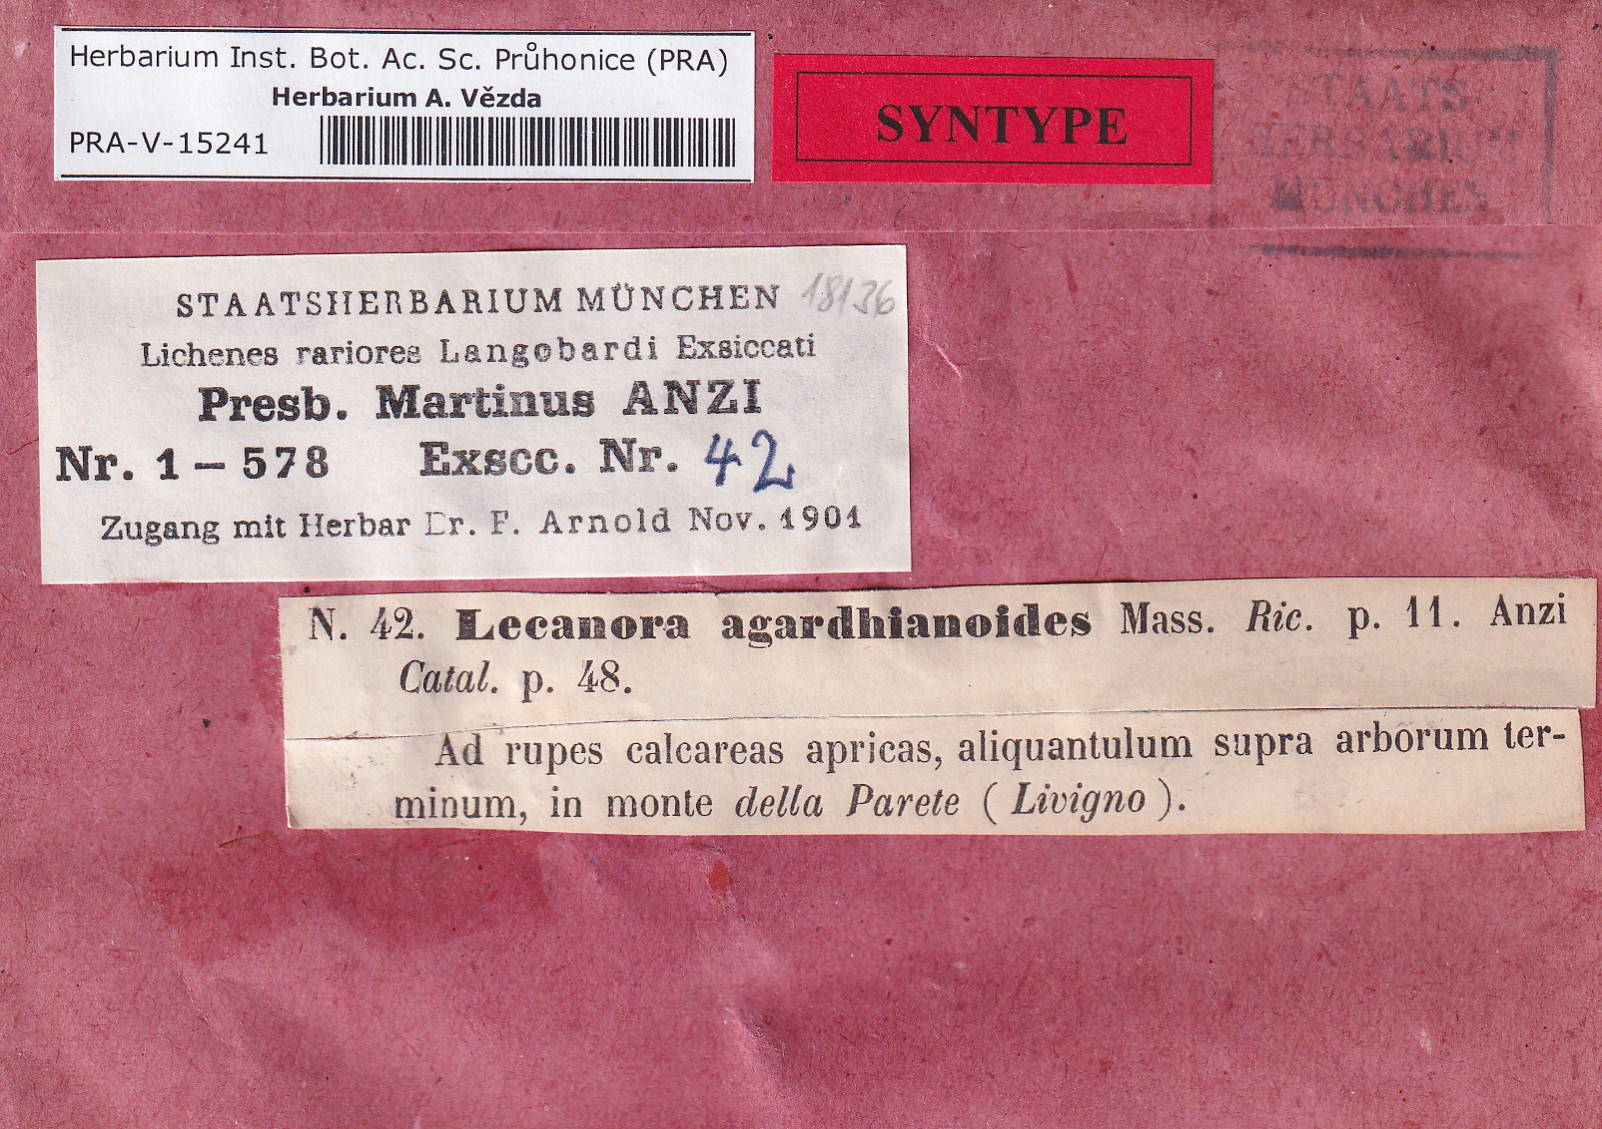 Herbarium Inst. Bot. Ac. Sc. Průhonice (PRA)
Herbarium A. Vězda
PRA-V-15241
SYNTYPE
STAATS-
HERBARIUM
MÜNCHEN
STAATSHERBARIUM MÜNCHEN 18136
Lichenes rariores Langobardi Exsiccati
Presb. Martinus ANZI
Nr. 1 – 578 Exscc. Nr. 42
Zugang mit Herbar Dr. F. Arnold Nov. 1901
N. 42. Lecanora agardhianoides Mass. Ric. p. 11. Anzi
Catal. p. 48.
Ad rupes calcareas apricas, aliquantulum supra arborum ter-
minum, in monte della Parete ( Livigno ).